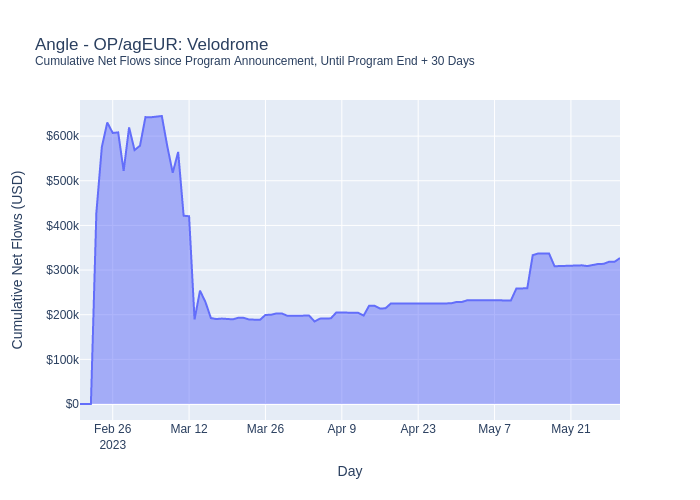 Angle - OP/agEUR: Velodrome
Cumulative Net Flows since Program Announcement, Until Program End + 30 Days
Cumulative Net Flows (USD)
$600k
$500k
$400k
$300k
$200k
$100k
$0
Feb 26
2023
Mar 12
Mar 26
Apr 9
Apr 23
May 7
May 21
Day